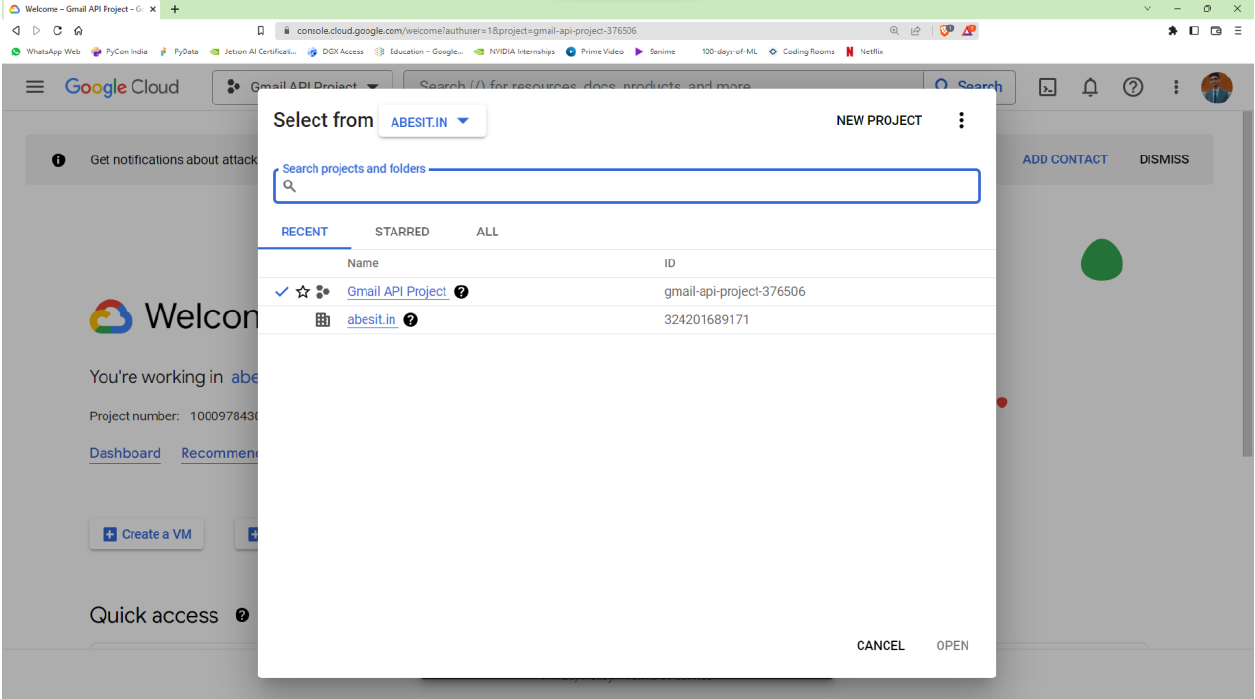 Welcome – Gmail API Project - G
console.cloud.google.com/welcome?authuser=1&project=gmail-api-project-376506
WhatsApp Web PyCon India PyData Jetson AI Certificati... DGX Access Education – Google... NVIDIA Internships Prime Video 9anime 100-days-of-ML Coding Rooms Netflix
Google Cloud Gmail API Project Search (/) for resources, docs, products, and more Search
Select from ABESIT.IN NEW PROJECT
Get notifications about attack ADD CONTACT DISMISS
Search projects and folders
RECENT STARRED ALL
Name ID
Gmail API Project gmail-api-project-376506
abesit.in 324201689171
Welcon
You're working in abe
Project number: 1000978430
Dashboard Recommend
Create a VM
Quick access
CANCEL OPEN